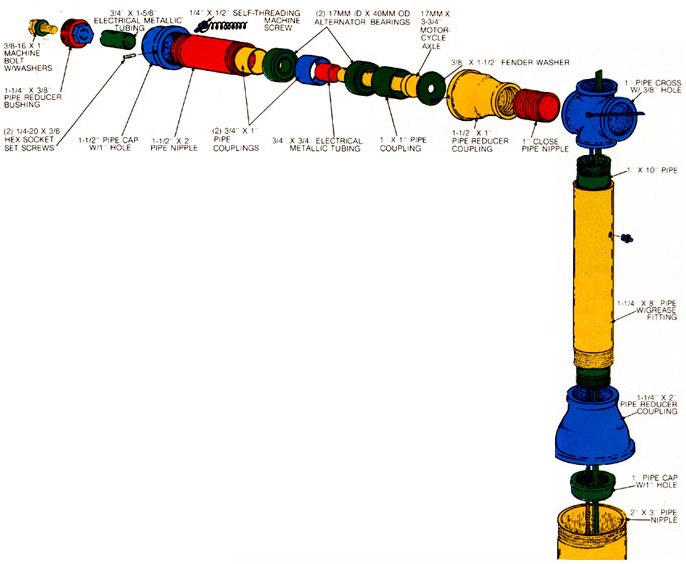 3/4" X 1-5/8"
ELECTRICAL METALLIC
TUBING
1/4" X 1/2" SELF-THREADING
MACHINE
SCREW
(2) 17MM ID X 40MM OD
ALTERNATOR BEARINGS
17MM X
3-3/4"
MOTOR-
CYCLE
AXLE
3/8-16 X 1"
MACHINE
BOLT
W/WASHERS
3/8" X 1-1/2" FENDER WASHER
1" PIPE CROSS
W/ 3/8" HOLE
1-1/4" X 3/8"
PIPE REDUCER
BUSHING
(2) 1/4-20 X 3/8"
HEX SOCKET
SET SCREWS
1-1/2" PIPE CAP
W/1" HOLE
1-1/2" X 2"
PIPE NIPPLE
(2) 3/4" X 1"
PIPE
COUPLINGS
3/4 X 3/4 ELECTRICAL
METALLIC TUBING
1 X 1" PIPE
COUPLING
1-1/2 X 1"
PIPE REDUCER
COUPLING
1" CLOSE
PIPE NIPPLE
1" X 10" PIPE
1-1/4 X 8" PIPE
W/GREASE
FITTING
1-1/4" X 2"
PIPE REDUCER
COUPLING
1" PIPE CAP
W/1" HOLE
2" X 3" PIPE
NIPPLE